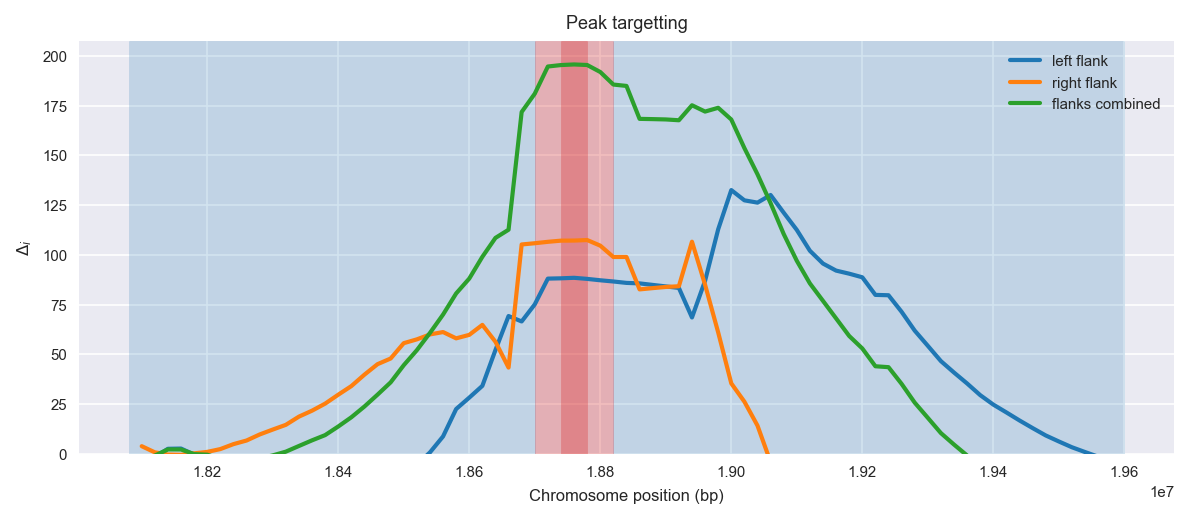 Peak targetting
200
175
150
125
100
75
50
25
0
Δi
left flank
right flank
flanks combined
1.82 1.84 1.86 1.88 1.90 1.92 1.94 1.96
1e7
Chromosome position (bp)